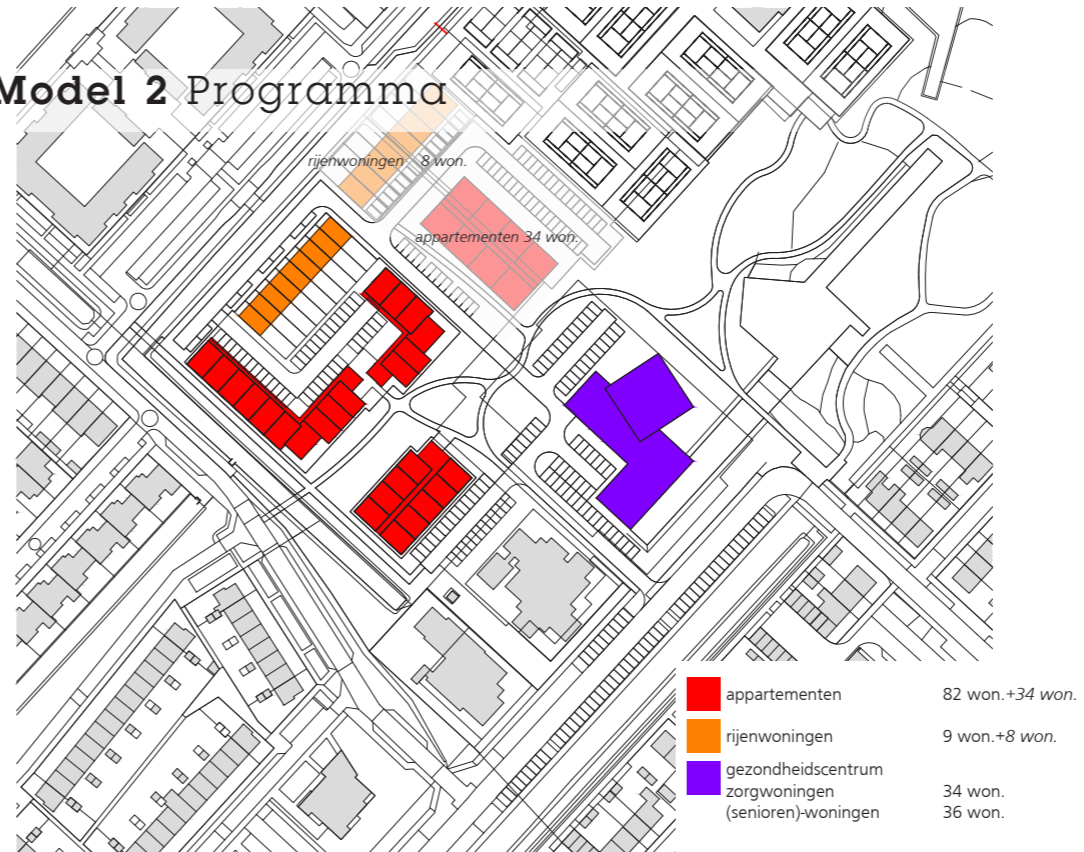 Model 2 Programma
rijenwoningen 8 won.
appartementen 34 won.
appartementen 82 won.+34 won.
rijenwoningen 9 won.+8 won.
gezondheidscentrum
zorgwoningen 34 won.
(senioren)-woningen 36 won.